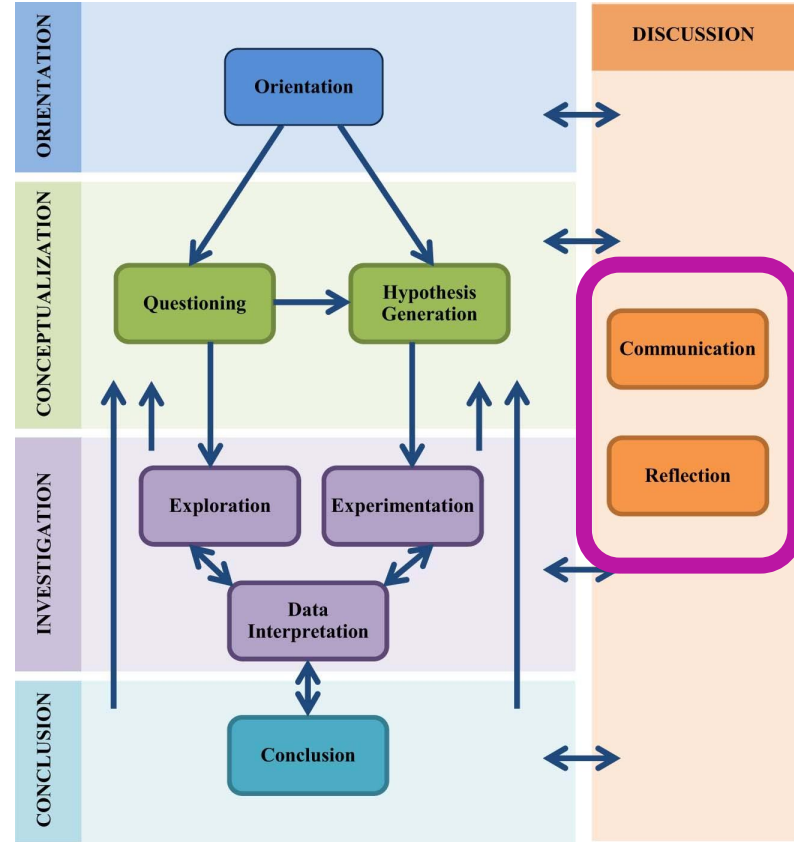 ORIENTATION
Orientation
CONCEPTUALIZATION
Questioning
Hypothesis
Generation
INVESTIGATION
Exploration
Experimentation
Data
Interpretation
CONCLUSION
Conclusion
DISCUSSION
Communication
Reflection